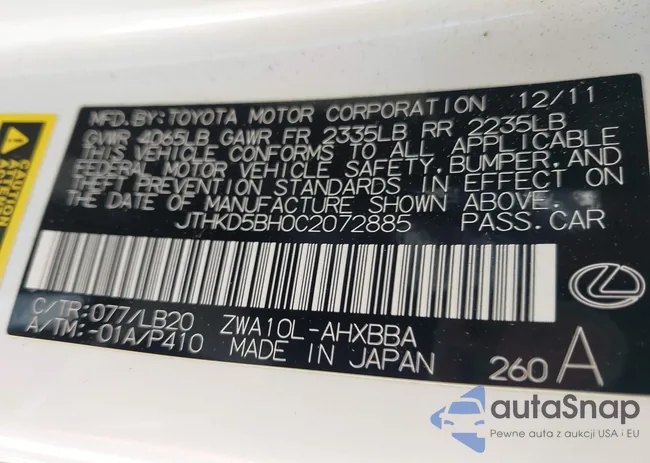 MFD.BY:TOYOTA MOTOR CORPORATION 12/11
GVWR 4065LB GAWR FR 2335LB RR 2235LB
THIS VEHICLE CONFORMS TO ALL APPLICABLE
FEDERAL MOTOR VEHICLE SAFETY,BUMPER,AND
THEFT PREVENTION STANDARDS IN EFFECT ON
THE DATE OF MANUFACTURE SHOWN ABOVE.
JTHKD5BH0C2072885 PASS.CAR
C/TR:077/LB20 ZWA10L-AHXBBA
A/TM:-01A/P410 MADE IN JAPAN 260 A
CAUTION
ATTENTION
autaSnap
Pewne auta z aukcji USA i EU